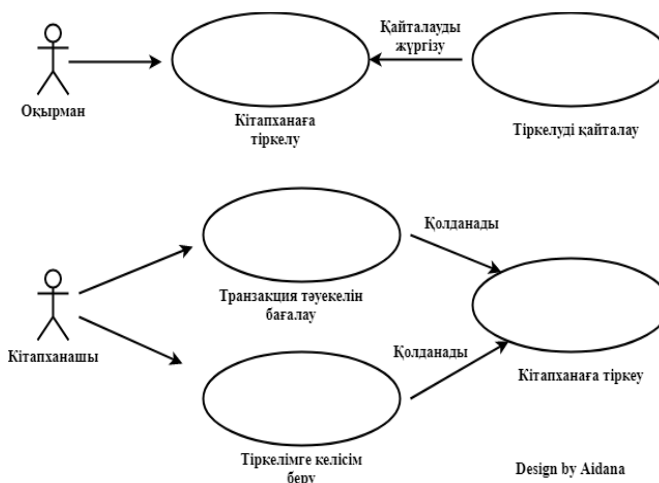 Қайталауды
жүргізу
Оқырман
Кітапханаға
тіркелу
Тіркелуді қайталау
Қолданады
Транзакция тәуекелін
бағалау
Кітапханашы
Қолданады
Кітапханаға тіркеу
Тіркелімге келісім
беру
Design by Aidana